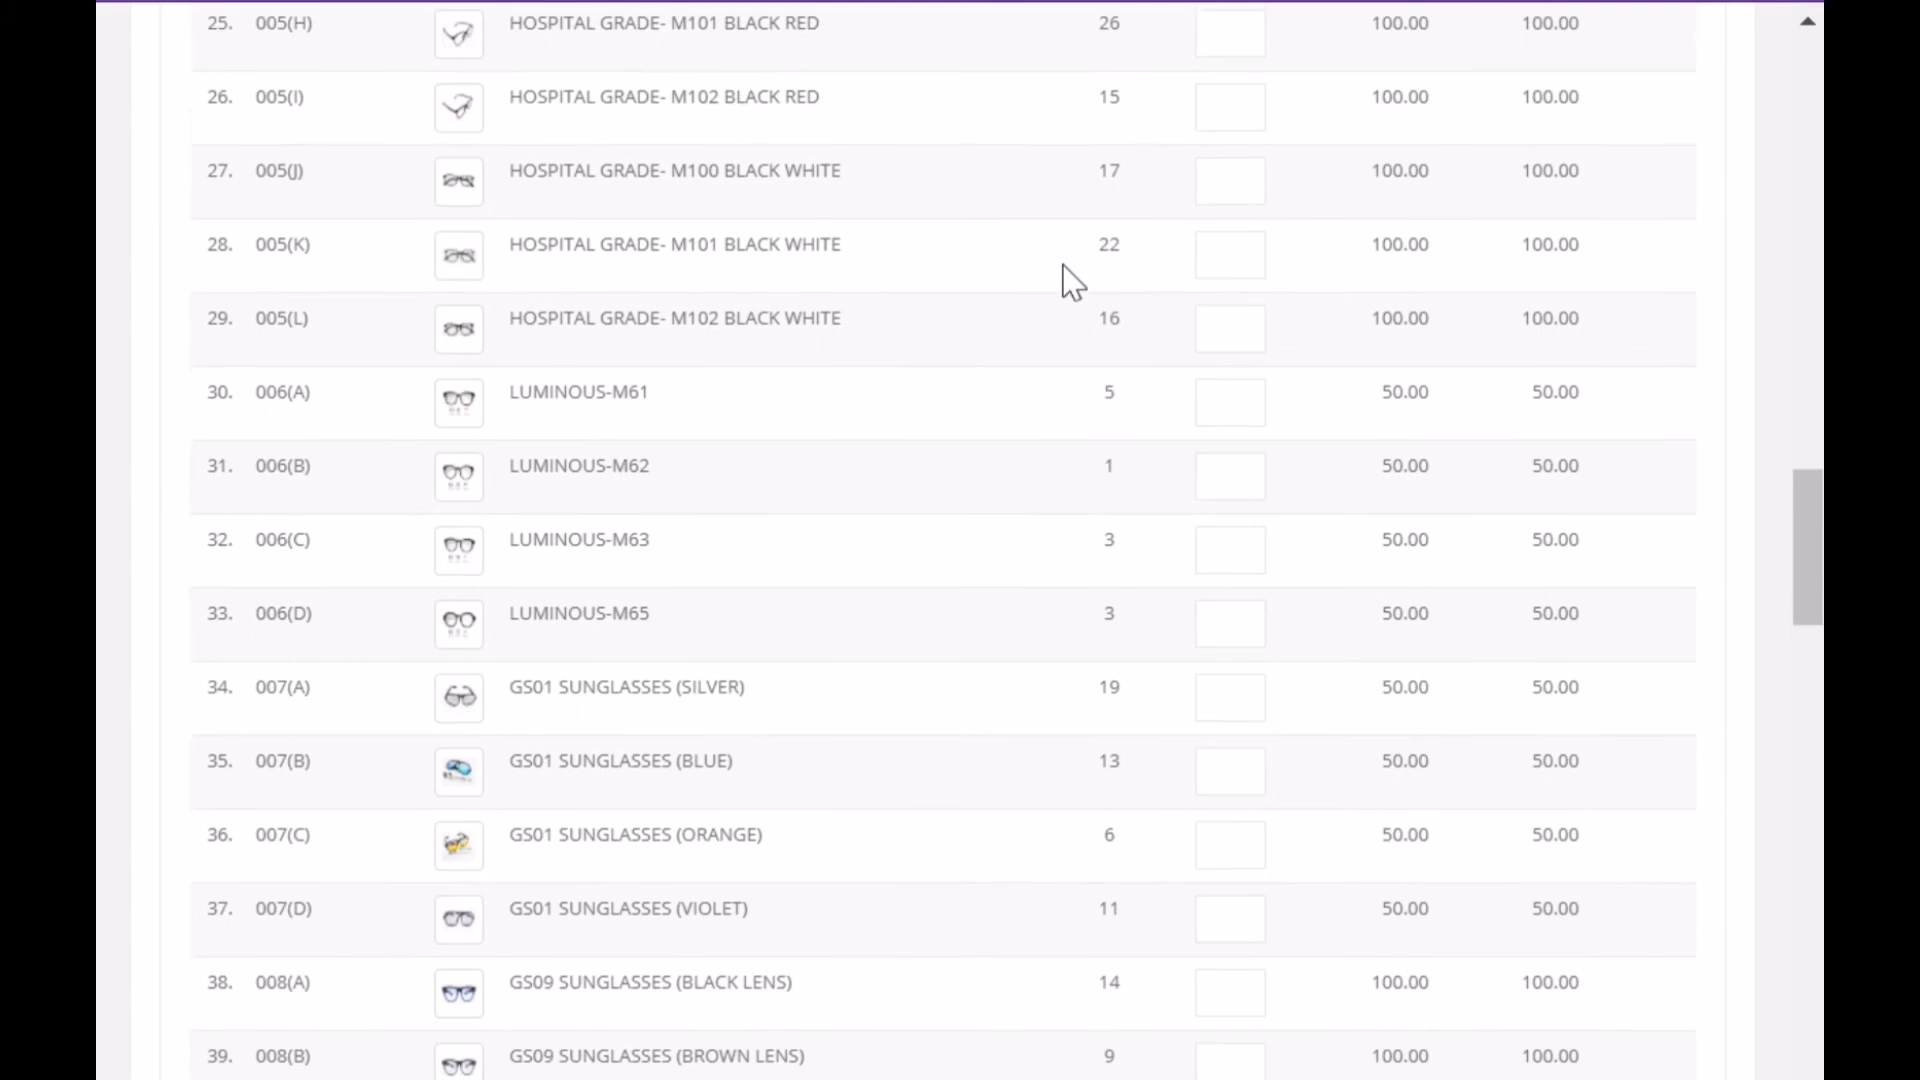 25. 005(H) HOSPITAL GRADE- M101 BLACK RED 26 100.00 100.00
26. 005(I) HOSPITAL GRADE- M102 BLACK RED 15 100.00 100.00
27. 005(J) HOSPITAL GRADE- M100 BLACK WHITE 17 100.00 100.00
28. 005(K) HOSPITAL GRADE- M101 BLACK WHITE 22 100.00 100.00
29. 005(L) HOSPITAL GRADE- M102 BLACK WHITE 16 100.00 100.00
30. 006(A) LUMINOUS-M61 5 50.00 50.00
31. 006(B) LUMINOUS-M62 1 50.00 50.00
32. 006(C) LUMINOUS-M63 3 50.00 50.00
33. 006(D) LUMINOUS-M65 3 50.00 50.00
34. 007(A) GS01 SUNGLASSES (SILVER) 19 50.00 50.00
35. 007(B) GS01 SUNGLASSES (BLUE) 13 50.00 50.00
36. 007(C) GS01 SUNGLASSES (ORANGE) 6 50.00 50.00
37. 007(D) GS01 SUNGLASSES (VIOLET) 11 50.00 50.00
38. 008(A) GS09 SUNGLASSES (BLACK LENS) 14 100.00 100.00
39. 008(B) GS09 SUNGLASSES (BROWN LENS) 9 100.00 100.00